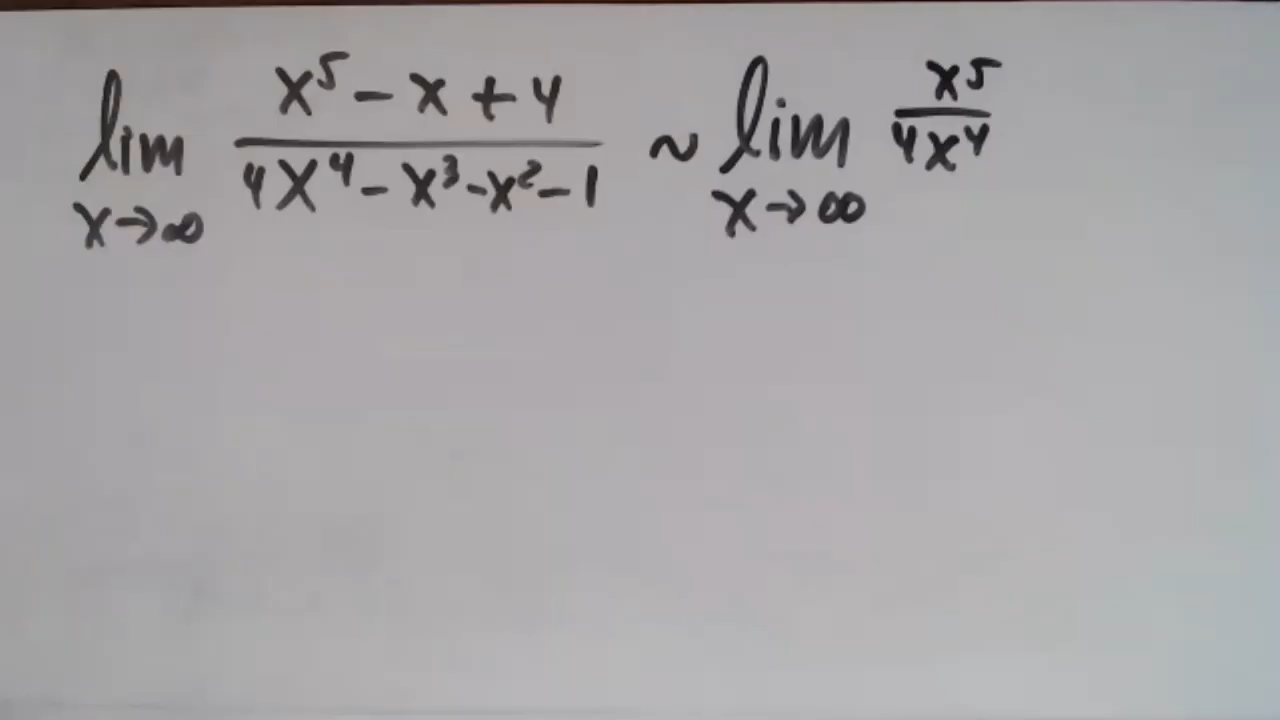 lim x→∞ (x⁵ - x + 4)/(4x⁴ - x³ - x² - 1) ~ lim x→∞ x⁵/4x⁴